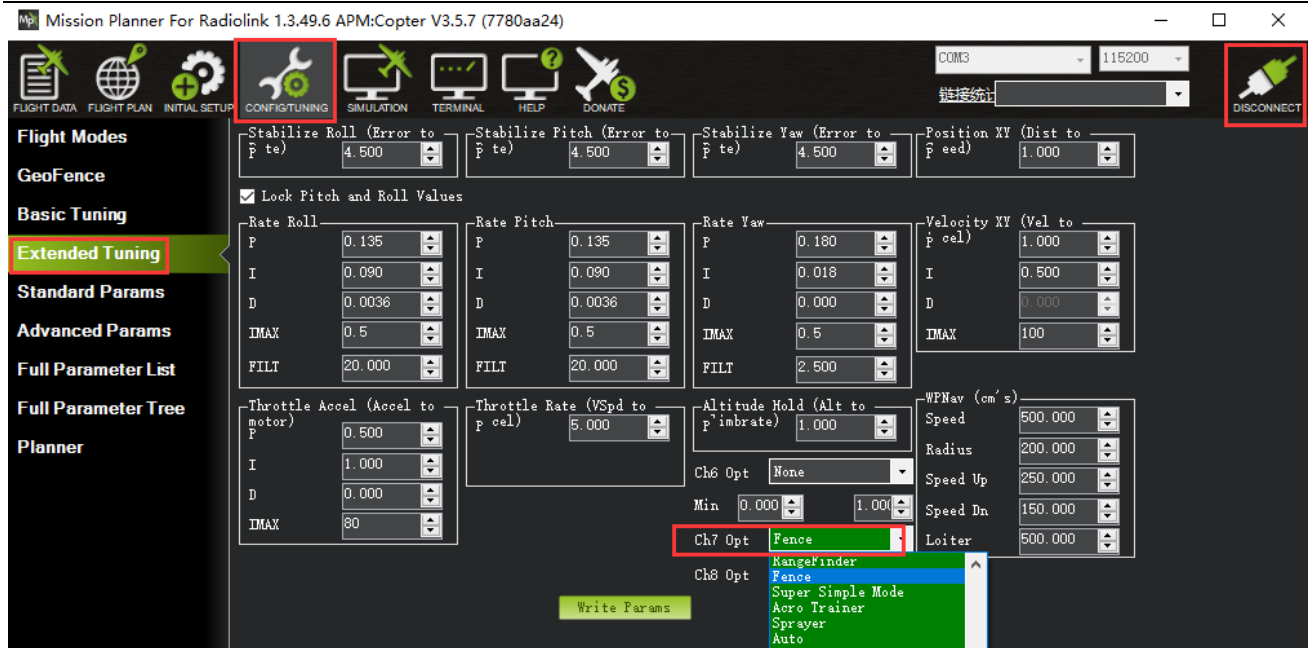 Mission Planner For Radiolink 1.3.49.6 APM:Copter V3.5.7 (7780aa24)
FLIGHT DATA
FLIGHT PLAN
INITIAL SETUP
CONFIG/TUNING
SIMULATION
TERMINAL
HELP
DONATE
COM3
115200
链接统计
DISCONNECT
Flight Modes
GeoFence
Basic Tuning
Extended Tuning
Standard Params
Advanced Params
Full Parameter List
Full Parameter Tree
Planner
Stabilize Roll (Error to
P te) 4.500
Stabilize Pitch (Error to
P te) 4.500
Stabilize Yaw (Error to
P te) 4.500
Position XY (Dist to
P eed) 1.000
Lock Pitch and Roll Values
Rate Roll
P 0.135
I 0.090
D 0.0036
IMAX 0.5
FILT 20.000
Rate Pitch
P 0.135
I 0.090
D 0.0036
IMAX 0.5
FILT 20.000
Rate Yaw
P 0.180
I 0.018
D 0.000
IMAX 0.5
FILT 2.500
Velocity XY (Vel to
P cel) 1.000
I 0.500
D 0.000
IMAX 100
Throttle Accel (Accel to
motor)
P 0.500
I 1.000
D 0.000
IMAX 80
Throttle Rate (VSpd to
P cel) 5.000
Altitude Hold (Alt to
P imbrate) 1.000
Ch6 Opt None
Min 0.000 1.00
Ch7 Opt Fence
Ch8 Opt
RangeFinder
Fence
Super Simple Mode
Acro Trainer
Sprayer
Auto
WPNav (cm's)
Speed 500.000
Radius 200.000
Speed Up 250.000
Speed Dn 150.000
Loiter 500.000
Write Params